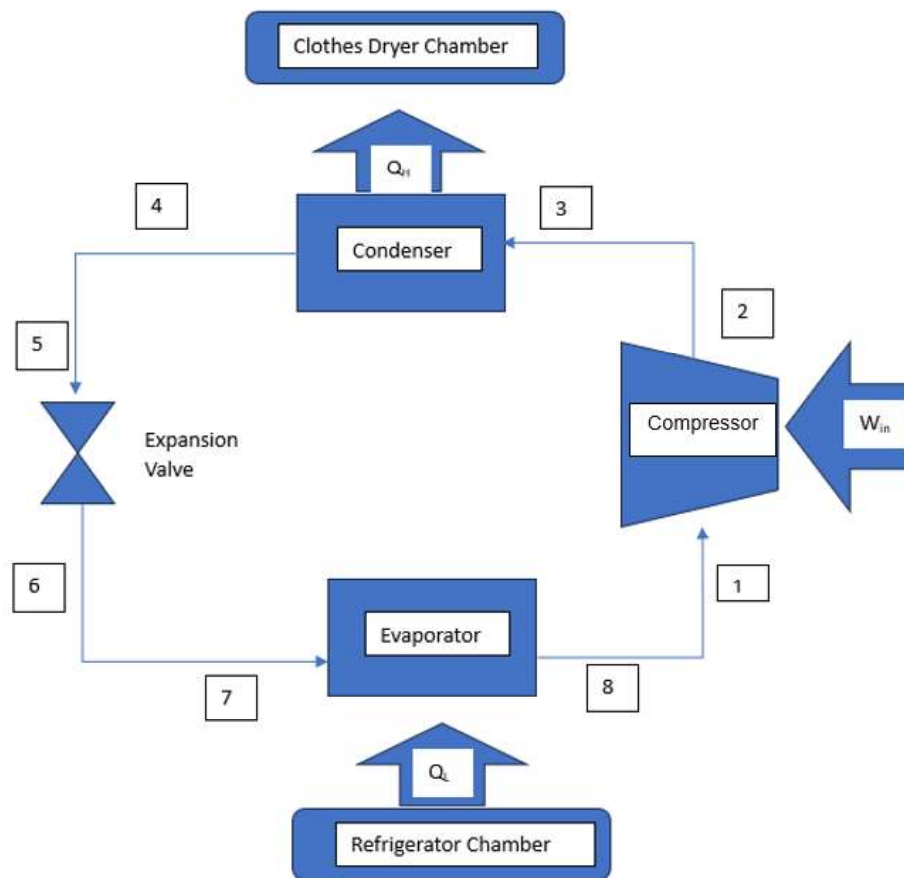 Clothes Dryer Chamber
QH
4
3
Condenser
2
5
Compressor
Win
Expansion
Valve
6
1
Evaporator
7
8
QL
Refrigerator Chamber